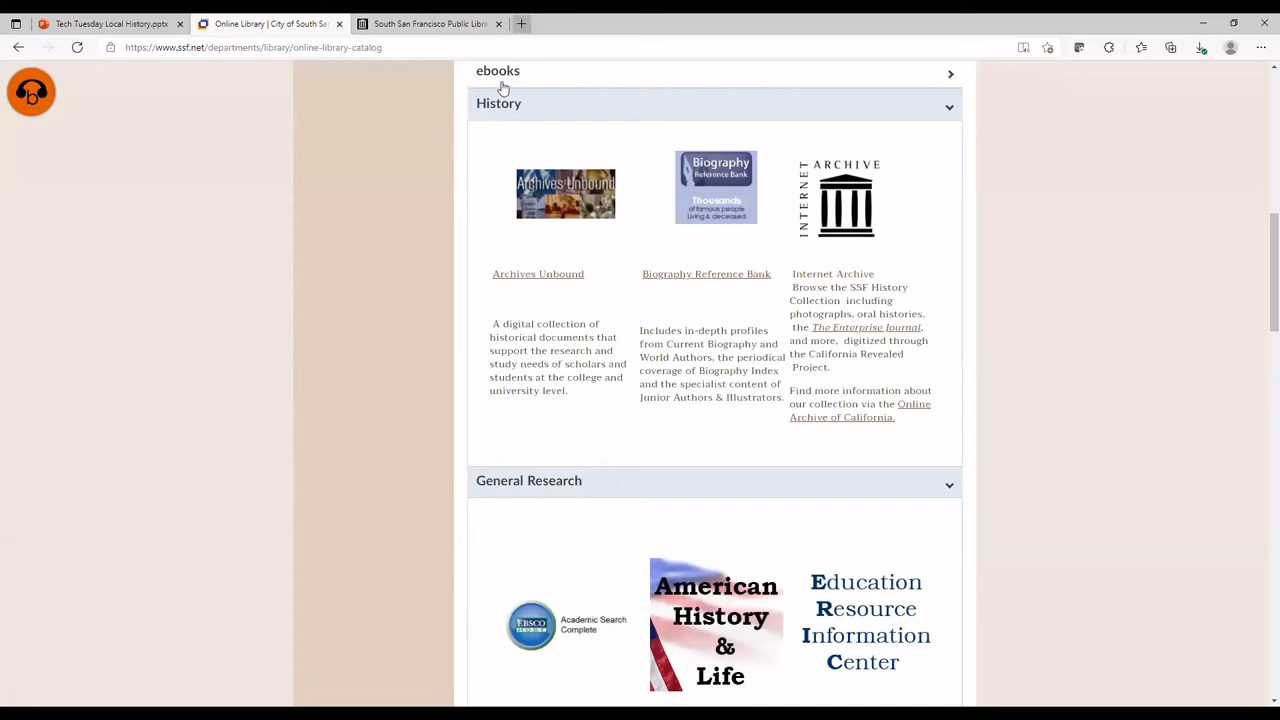 Tech Tuesday Local History.pptx
Online Library | City of South Sa
South San Francisco Public Libra
https://www.ssf.net/departments/library/online-library-catalog
b
ebooks
History
Archives Unbound
Biography
Reference Bank
Thousands
of famous people
Living & deceased
INTERNET ARCHIVE
Archives Unbound
A digital collection of
historical documents that
support the research and
study needs of scholars and
students at the college and
university level.
Biography Reference Bank
Includes in-depth profiles
from Current Biography and
World Authors, the periodical
coverage of Biography Index
and the specialist content of
Junior Authors & Illustrators.
Internet Archive
Browse the SSF History
Collection including
photographs, oral histories,
the The Enterprise Journal,
and more, digitized through
the California Revealed
Project.
Find more information about
our collection via the Online
Archive of California.
General Research
EBSCO
HOST
Academic Search
Complete
American
History
&
Life
Education
Resource
Information
Center